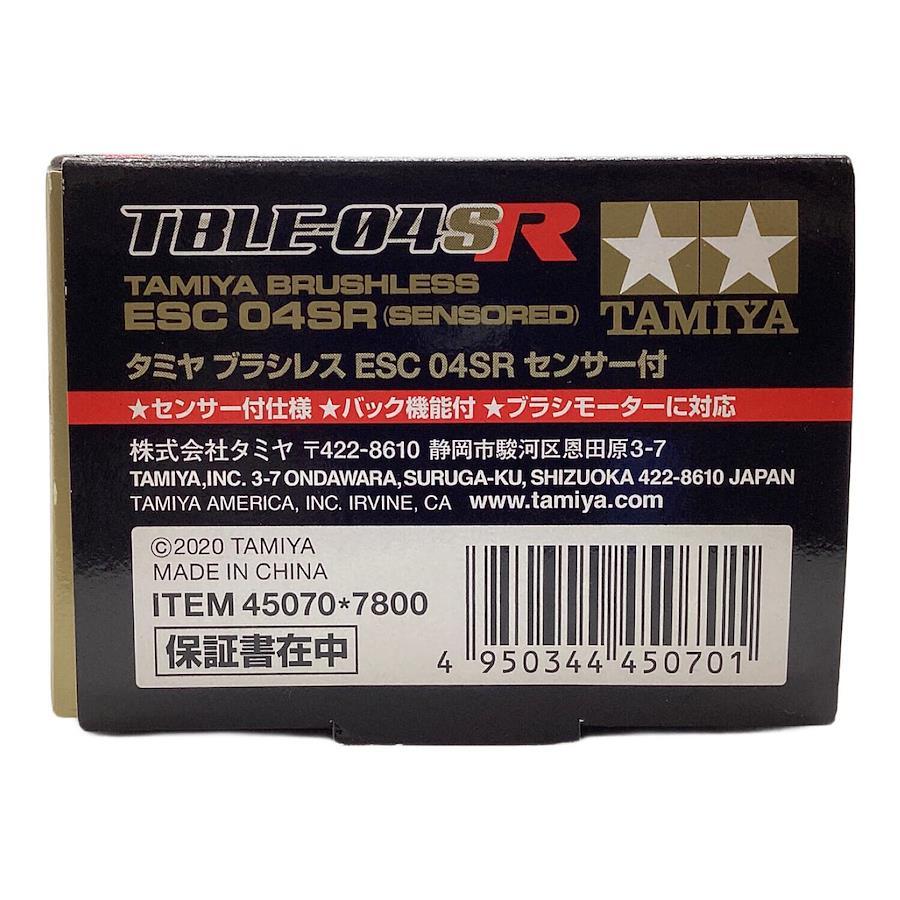 TBLE-04SR
TAMIYA BRUSHLESS
ESC 04SR (SENSORED)
TAMIYA
タミヤ ブラシレス ESC 04SR センサー付
★センサー付仕様 ★バック機能付 ★ブラシモーターに対応
株式会社タミヤ 〒422-8610 静岡市駿河区恩田原3-7
TAMIYA,INC. 3-7 ONDAWARA,SURUGA-KU, SHIZUOKA 422-8610 JAPAN
TAMIYA AMERICA, INC. IRVINE, CA www.tamiya.com
©2020 TAMIYA
MADE IN CHINA
ITEM 45070*7800
保証書在中
4 950344 450701